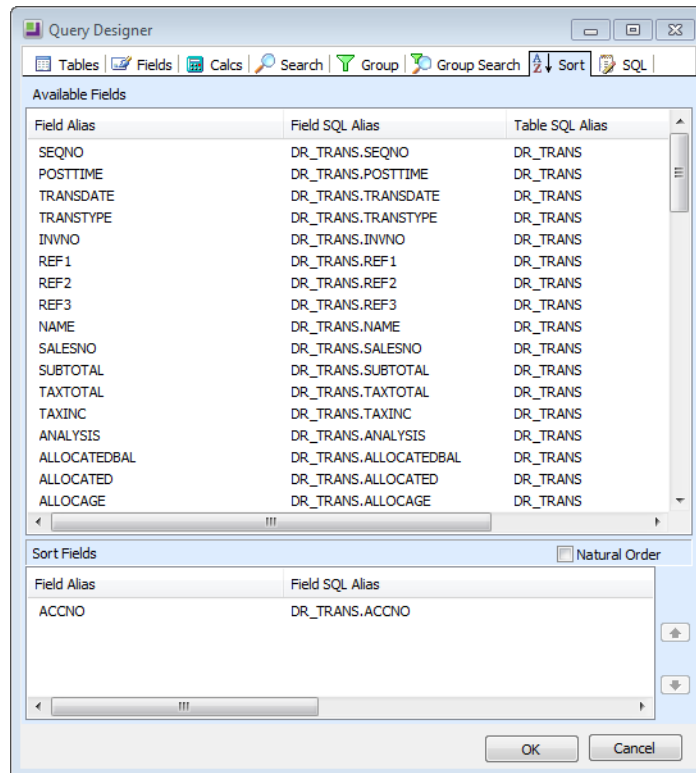 Query Designer
Tables Fields Calcs Search Group Group Search Sort SQL
Available Fields
Field Alias Field SQL Alias Table SQL Alias
SEQNO DR_TRANS.SEQNO DR_TRANS
POSTTIME DR_TRANS.POSTTIME DR_TRANS
TRANSDATE DR_TRANS.TRANSDATE DR_TRANS
TRANSTYPE DR_TRANS.TRANSTYPE DR_TRANS
INVNO DR_TRANS.INVNO DR_TRANS
REF1 DR_TRANS.REF1 DR_TRANS
REF2 DR_TRANS.REF2 DR_TRANS
REF3 DR_TRANS.REF3 DR_TRANS
NAME DR_TRANS.NAME DR_TRANS
SALESNO DR_TRANS.SALESNO DR_TRANS
SUBTOTAL DR_TRANS.SUBTOTAL DR_TRANS
TAXTOTAL DR_TRANS.TAXTOTAL DR_TRANS
TAXINC DR_TRANS.TAXINC DR_TRANS
ANALYSIS DR_TRANS.ANALYSIS DR_TRANS
ALLOCATEDBAL DR_TRANS.ALLOCATEDBAL DR_TRANS
ALLOCATED DR_TRANS.ALLOCATED DR_TRANS
ALLOCAGE DR_TRANS.ALLOCAGE DR_TRANS
Sort Fields Natural Order
Field Alias Field SQL Alias
ACCNO DR_TRANS.ACCNO
OK Cancel